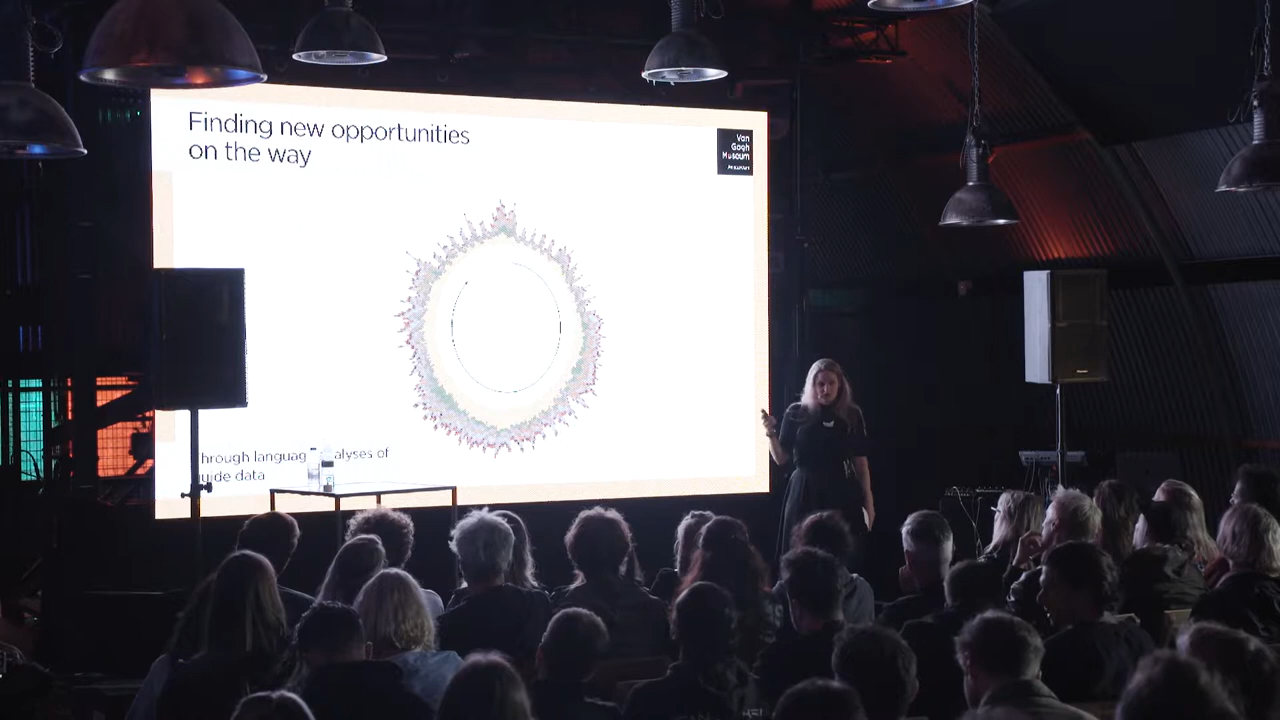 Finding new opportunities
on the way
Van
Gogh
Museum
hrough languag alyses of
uide data